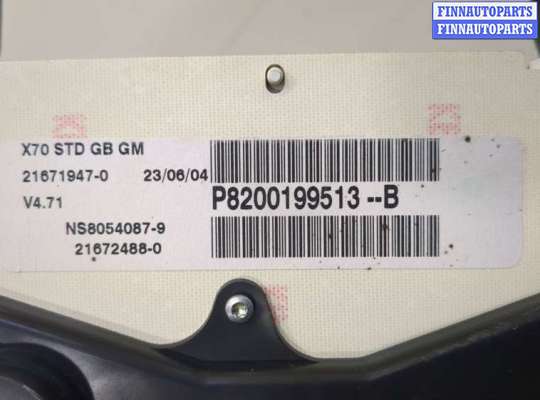 FINNAUTOPARTS
FINNAUTOPARTS
X70 STD GB GM
21671947-0 23/06/04
V4.71
P8200199513 --B
NS8054087-9
21672488-0